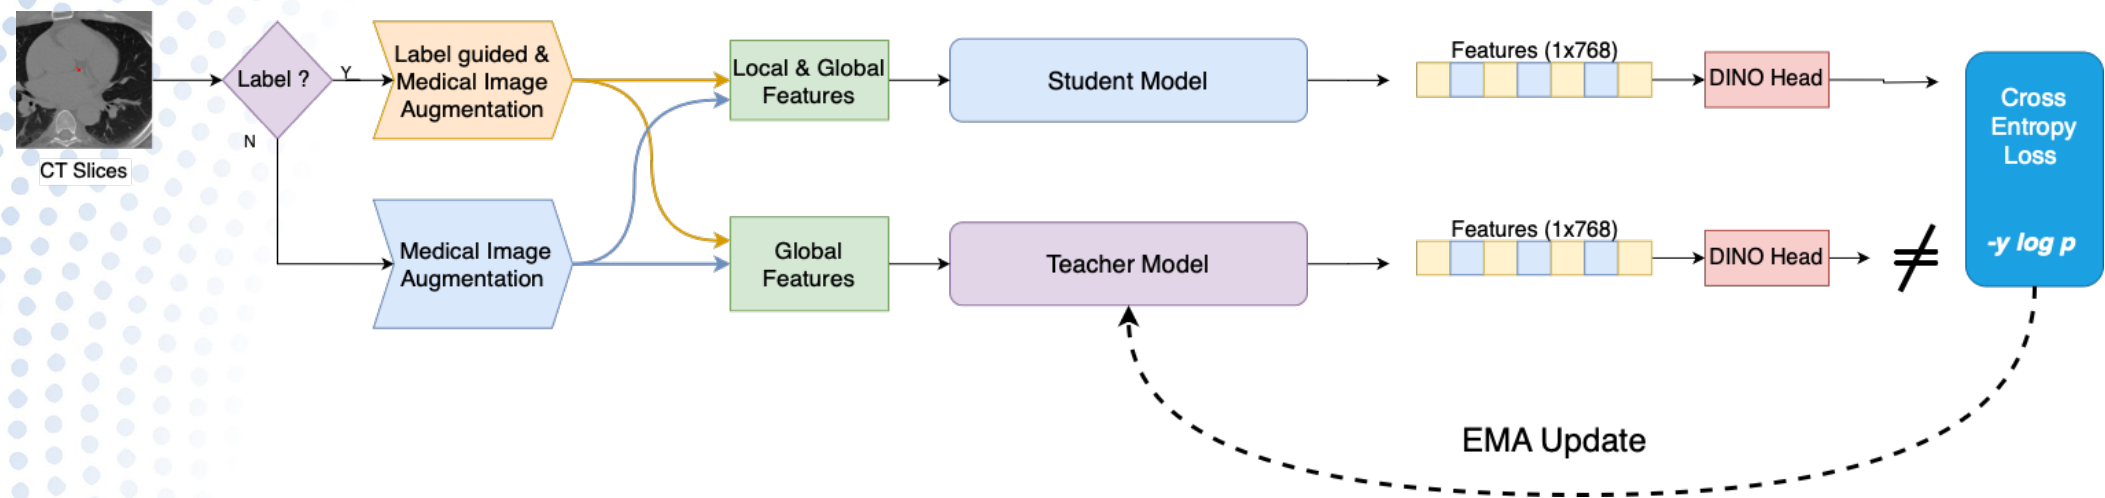 CT Slices
Label ?
Y
N
Label guided &
Medical Image
Augmentation
Medical Image
Augmentation
Local & Global
Features
Global
Features
Student Model
Teacher Model
Features (1x768)
DINO Head
Features (1x768)
DINO Head
≠
Cross
Entropy
Loss
-y log p
EMA Update